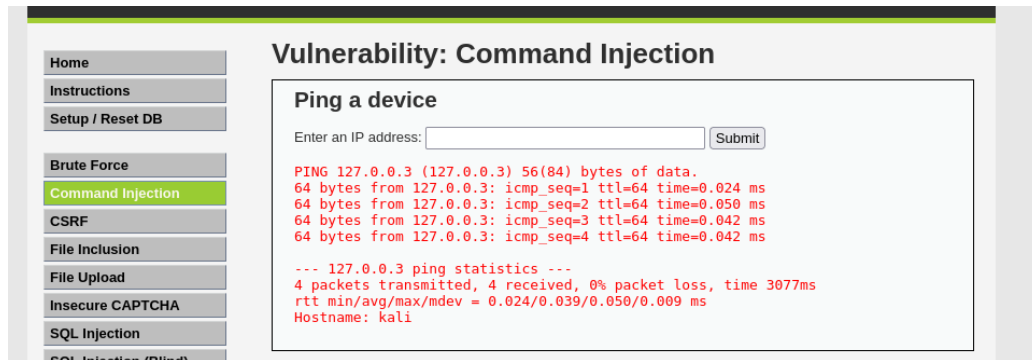 Home
Instructions
Setup / Reset DB
Brute Force
Command Injection
CSRF
File Inclusion
File Upload
Insecure CAPTCHA
SQL Injection
SQL Injection (Blind)
Vulnerability: Command Injection
Ping a device
Enter an IP address: Submit
PING 127.0.0.3 (127.0.0.3) 56(84) bytes of data.
64 bytes from 127.0.0.3: icmp_seq=1 ttl=64 time=0.024 ms
64 bytes from 127.0.0.3: icmp_seq=2 ttl=64 time=0.050 ms
64 bytes from 127.0.0.3: icmp_seq=3 ttl=64 time=0.042 ms
64 bytes from 127.0.0.3: icmp_seq=4 ttl=64 time=0.042 ms
--- 127.0.0.3 ping statistics ---
4 packets transmitted, 4 received, 0% packet loss, time 3077ms
rtt min/avg/max/mdev = 0.024/0.039/0.050/0.009 ms
Hostname: kali